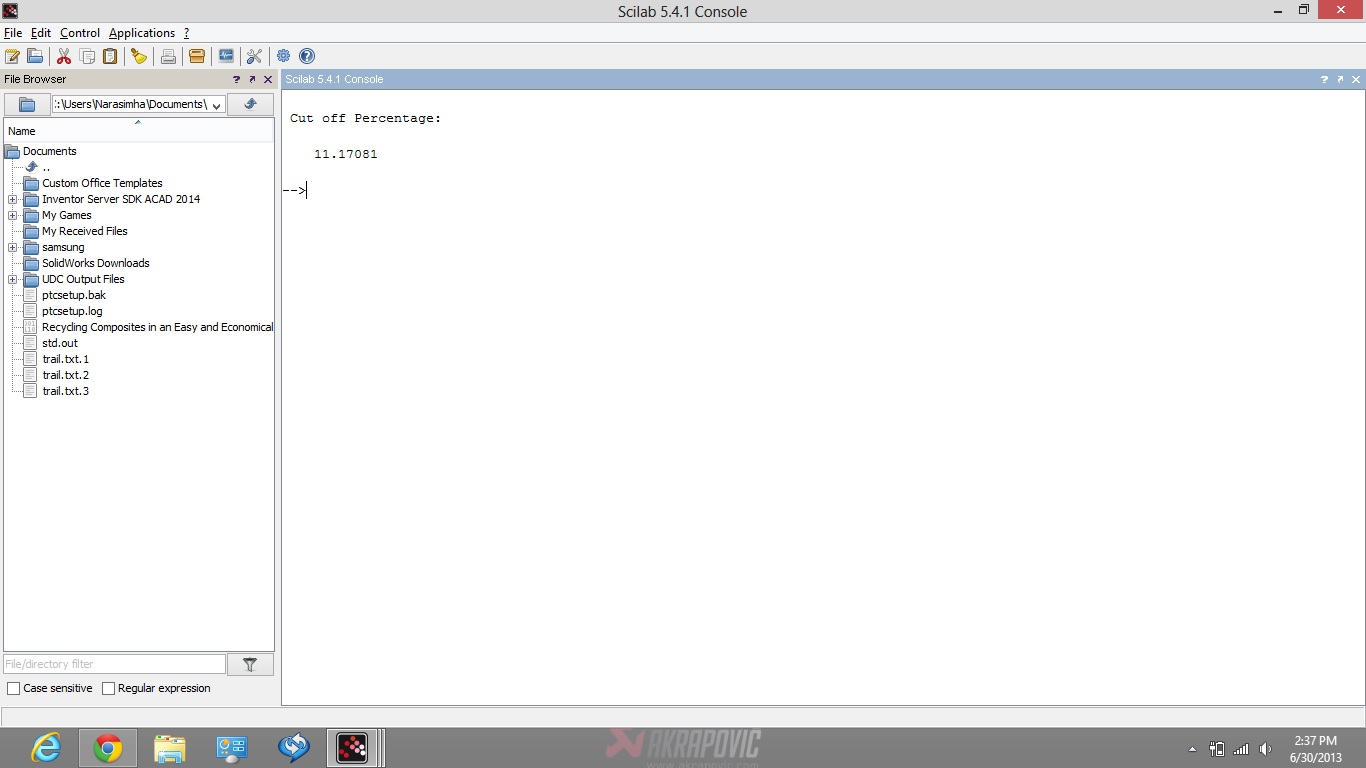 Scilab 5.4.1 Console
File Edit Control Applications ?
File Browser
Scilab 5.4.1 Console
:\Users\Narasimha\Documents\
Name
Documents
..
Custom Office Templates
Inventor Server SDK ACAD 2014
My Games
My Received Files
samsung
SolidWorks Downloads
UDC Output Files
ptcsetup.bak
ptcsetup.log
Recycling Composites in an Easy and Economical
std.out
trail.txt.1
trail.txt.2
trail.txt.3
Cut off Percentage:
11.17081
-->
File/directory filter
Case sensitive Regular expression
AKRAPOVIC
www.akrapovic.com
2:37 PM
6/30/2013